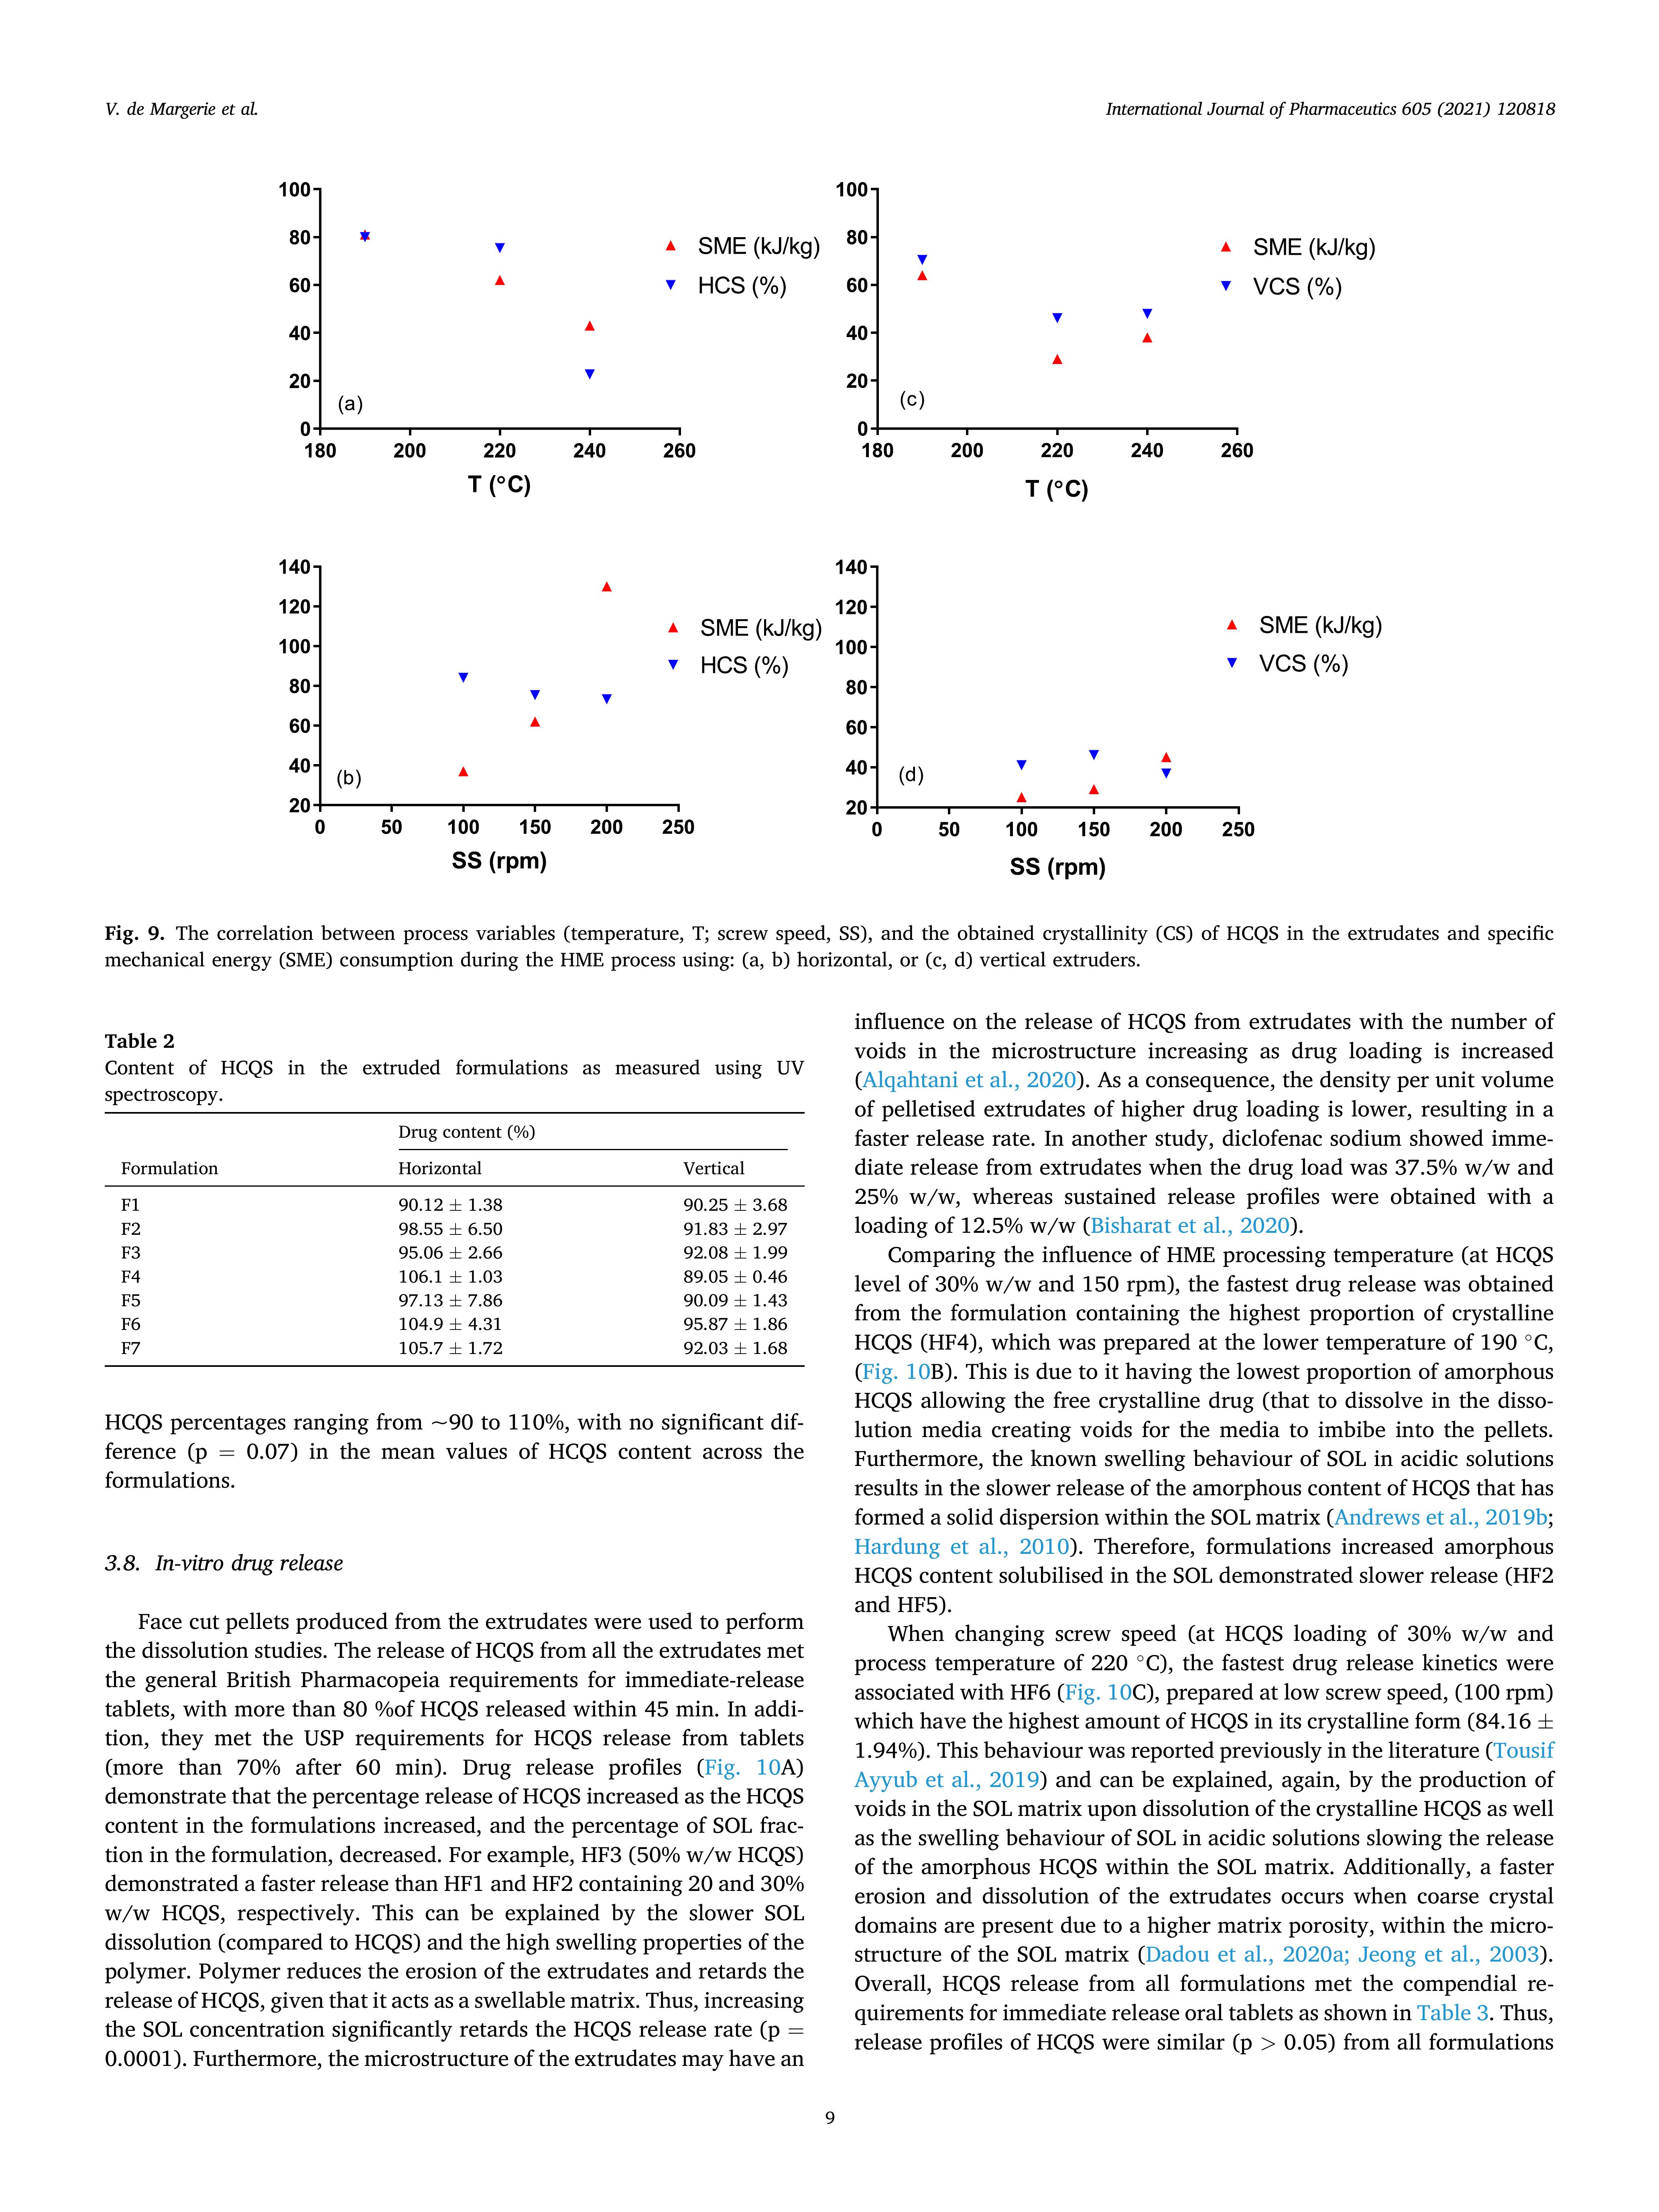 V. de Margerie et al.
International Journal of Pharmaceutics 605 (2021) 120818
100
80
60
40
20
0
180 200 220 240 260
T (°C)
SME (kJ/kg)
HCS (%)
(a)
100
80
60
40
20
0
180 200 220 240 260
T (°C)
SME (kJ/kg)
VCS (%)
(c)
140
120
100
80
60
40
20
0 50 100 150 200 250
SS (rpm)
SME (kJ/kg)
HCS (%)
(b)
140
120
100
80
60
40
20
0 50 100 150 200 250
SS (rpm)
SME (kJ/kg)
VCS (%)
(d)
Fig. 9. The correlation between process variables (temperature, T; screw speed, SS), and the obtained crystallinity (CS) of HCQS in the extrudates and specific
mechanical energy (SME) consumption during the HME process using: (a, b) horizontal, or (c, d) vertical extruders.
Table 2
Content of HCQS in the extruded formulations as measured using UV
spectroscopy.
Drug content (%)
Formulation Horizontal Vertical
F1 90.12 ± 1.38 90.25 ± 3.68
F2 98.55 ± 6.50 91.83 ± 2.97
F3 95.06 ± 2.66 92.08 ± 1.99
F4 106.1 ± 1.03 89.05 ± 0.46
F5 97.13 ± 7.86 90.09 ± 1.43
F6 104.9 ± 4.31 95.87 ± 1.86
F7 105.7 ± 1.72 92.03 ± 1.68
HCQS percentages ranging from ~90 to 110%, with no significant dif-
ference (p = 0.07) in the mean values of HCQS content across the
formulations.
3.8. In-vitro drug release
Face cut pellets produced from the extrudates were used to perform
the dissolution studies. The release of HCQS from all the extrudates met
the general British Pharmacopeia requirements for immediate-release
tablets, with more than 80 %of HCQS released within 45 min. In addi-
tion, they met the USP requirements for HCQS release from tablets
(more than 70% after 60 min). Drug release profiles (Fig. 10A)
demonstrate that the percentage release of HCQS increased as the HCQS
content in the formulations increased, and the percentage of SOL frac-
tion in the formulation, decreased. For example, HF3 (50% w/w HCQS)
demonstrated a faster release than HF1 and HF2 containing 20 and 30%
w/w HCQS, respectively. This can be explained by the slower SOL
dissolution (compared to HCQS) and the high swelling properties of the
polymer. Polymer reduces the erosion of the extrudates and retards the
release of HCQS, given that it acts as a swellable matrix. Thus, increasing
the SOL concentration significantly retards the HCQS release rate (p =
0.0001). Furthermore, the microstructure of the extrudates may have an
influence on the release of HCQS from extrudates with the number of
voids in the microstructure increasing as drug loading is increased
(Alqahtani et al., 2020). As a consequence, the density per unit volume
of pelletised extrudates of higher drug loading is lower, resulting in a
faster release rate. In another study, diclofenac sodium showed imme-
diate release from extrudates when the drug load was 37.5% w/w and
25% w/w, whereas sustained release profiles were obtained with a
loading of 12.5% w/w (Bisharat et al., 2020).
Comparing the influence of HME processing temperature (at HCQS
level of 30% w/w and 150 rpm), the fastest drug release was obtained
from the formulation containing the highest proportion of crystalline
HCQS (HF4), which was prepared at the lower temperature of 190 °C,
(Fig. 10B). This is due to it having the lowest proportion of amorphous
HCQS allowing the free crystalline drug (that to dissolve in the disso-
lution media creating voids for the media to imbibe into the pellets.
Furthermore, the known swelling behaviour of SOL in acidic solutions
results in the slower release of the amorphous content of HCQS that has
formed a solid dispersion within the SOL matrix (Andrews et al., 2019b;
Hardung et al., 2010). Therefore, formulations increased amorphous
HCQS content solubilised in the SOL demonstrated slower release (HF2
and HF5).
When changing screw speed (at HCQS loading of 30% w/w and
process temperature of 220 °C), the fastest drug release kinetics were
associated with HF6 (Fig. 10C), prepared at low screw speed, (100 rpm)
which have the highest amount of HCQS in its crystalline form (84.16 ±
1.94%). This behaviour was reported previously in the literature (Tousif
Ayyub et al., 2019) and can be explained, again, by the production of
voids in the SOL matrix upon dissolution of the crystalline HCQS as well
as the swelling behaviour of SOL in acidic solutions slowing the release
of the amorphous HCQS within the SOL matrix. Additionally, a faster
erosion and dissolution of the extrudates occurs when coarse crystal
domains are present due to a higher matrix porosity, within the micro-
structure of the SOL matrix (Dadou et al., 2020a; Jeong et al., 2003).
Overall, HCQS release from all formulations met the compendial re-
quirements for immediate release oral tablets as shown in Table 3. Thus,
release profiles of HCQS were similar (p > 0.05) from all formulations
9